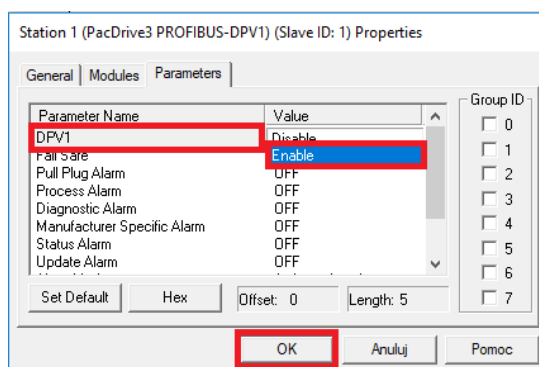 Station 1 (PacDrive3 PROFIBUS-DPV1) (Slave ID: 1) Properties
General Modules Parameters
Parameter Name Value
DPV1 Disable
Enable
Fail Safe
Pull Plug Alarm OFF
Process Alarm OFF
Diagnostic Alarm OFF
Manufacturer Specific Alarm OFF
Status Alarm OFF
Update Alarm OFF
Group ID
0
1
2
3
4
5
6
7
Set Default Hex Offset: 0 Length: 5
OK Anuluj Pomoc